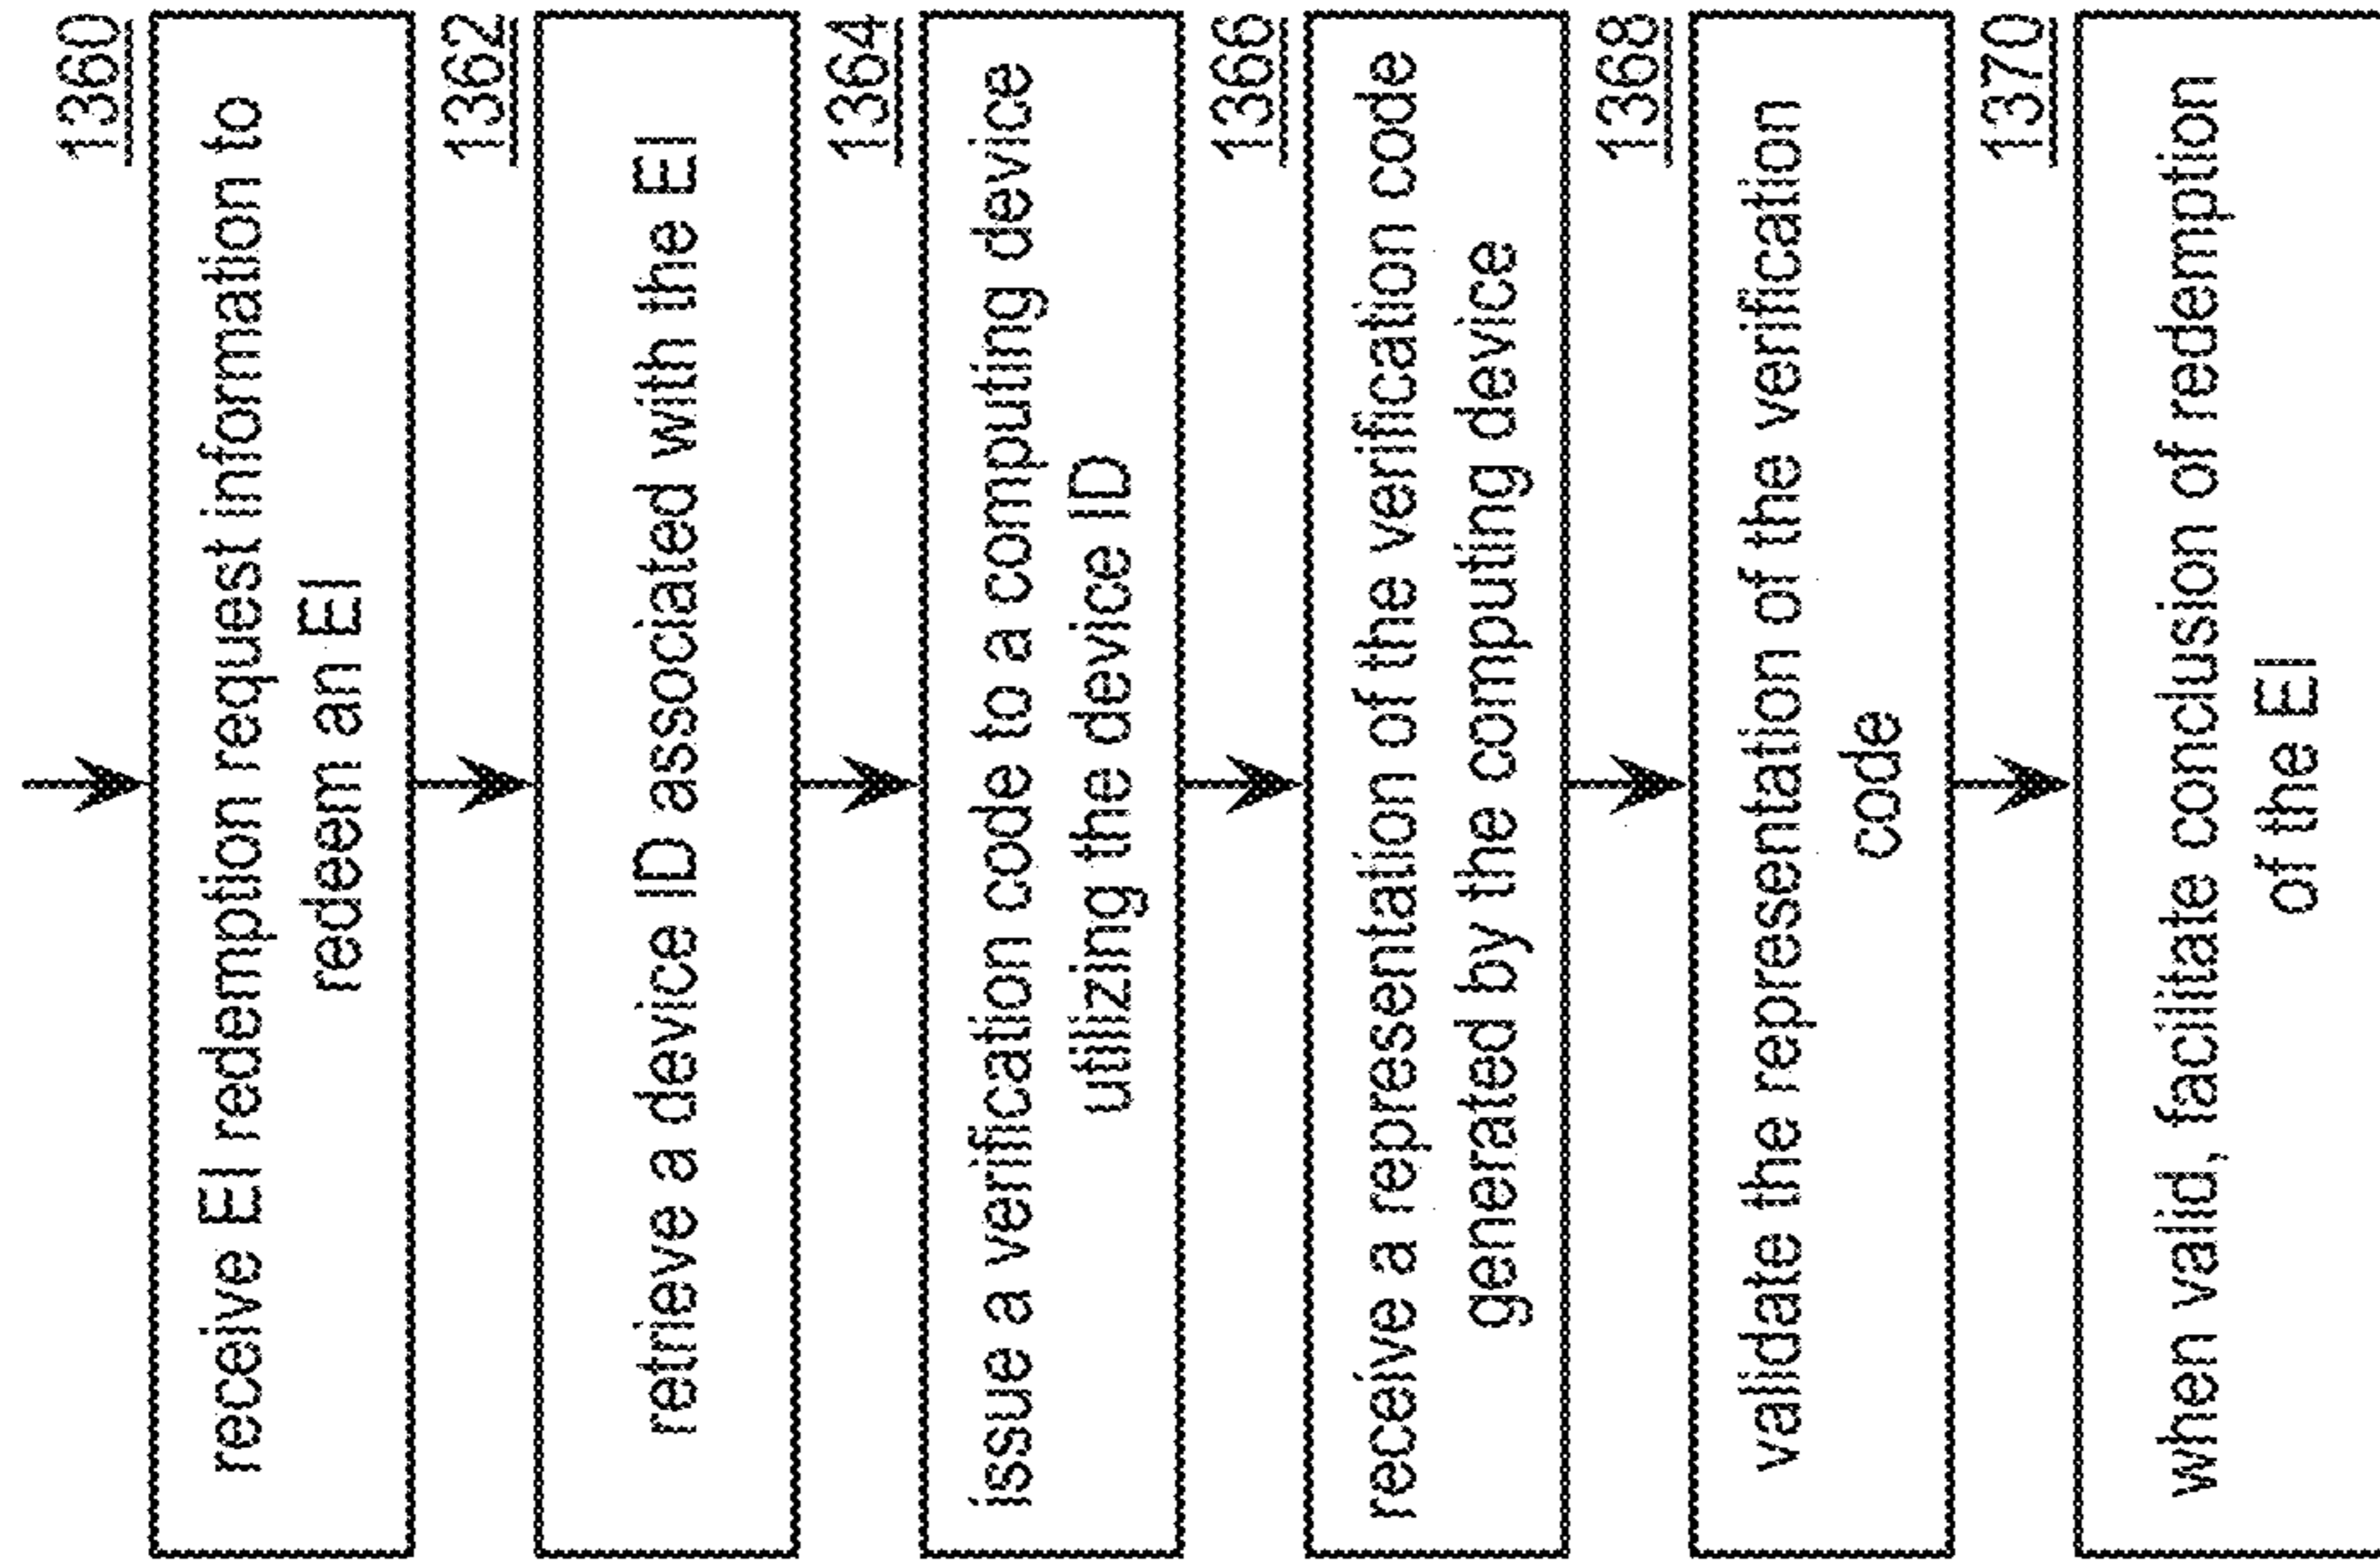 1360
receive EI redemption request information to
redeem an EI
1362
retrieve a device ID associated with the EI
1364
issue a verification code to a computing device
utilizing the device ID
1366
receive a representation of the verification code
generated by the computing device
1368
validate the representation of the verification
code
1370
when valid, facilitate conclusion of redemption
of the EI